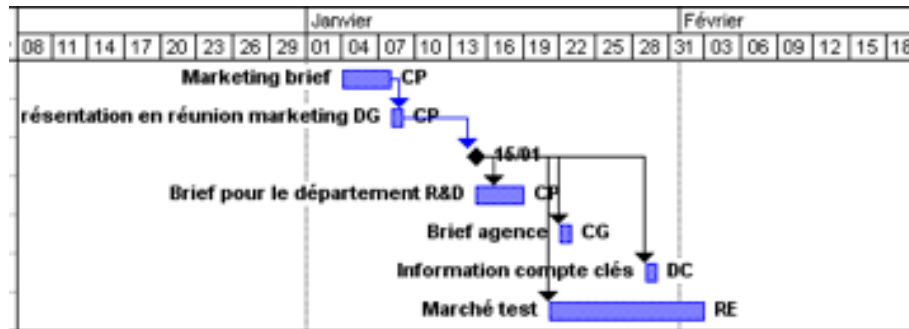 Janvier Février
08 11 14 17 20 23 26 29 01 04 07 10 13 16 19 22 25 28 31 03 06 09 12 15 18
Marketing brief CP
résentation en réunion marketing DG CP
15/01
Brief pour le département R&D CP
Brief agence CG
Information compte clés DC
Marché test RE